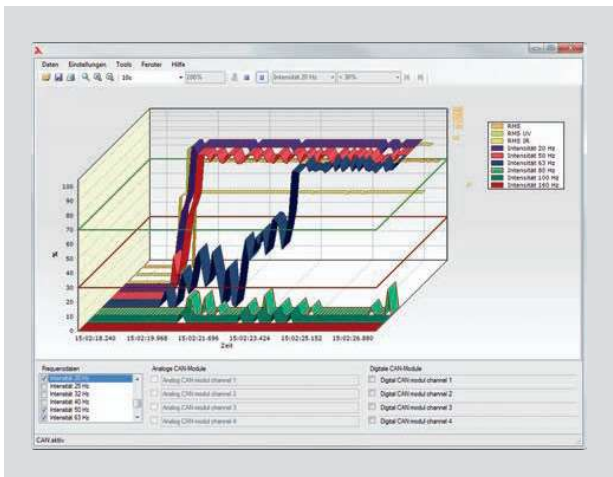 Daten Einstellungen Tools Fenster Hilfe
10s 100% Intensität 20 Hz < 30%
RMS
RMS UV
RMS IR
Intensität 20 Hz
Intensität 50 Hz
Intensität 63 Hz
Intensität 80 Hz
Intensität 100 Hz
Intensität 160 Hz
100
90
80
70
60
50
40
30
20
10
0
%
15:02:18.240 15:02:19.968 15:02:21.696 15:02:23.424 15:02:25.152 15:02:26.880
Zeit
Frequenzdaten Analoge CAN-Module Digitale CAN-Module
Intensität 20 Hz
Intensität 25 Hz
Intensität 32 Hz
Intensität 40 Hz
Intensität 50 Hz
Intensität 63 Hz
Analog CAN modul channel 1
Analog CAN modul channel 2
Analog CAN modul channel 3
Analog CAN modul channel 4
Digital CAN modul channel 1
Digital CAN modul channel 2
Digital CAN modul channel 3
Digital CAN modul channel 4
CAN aktiv